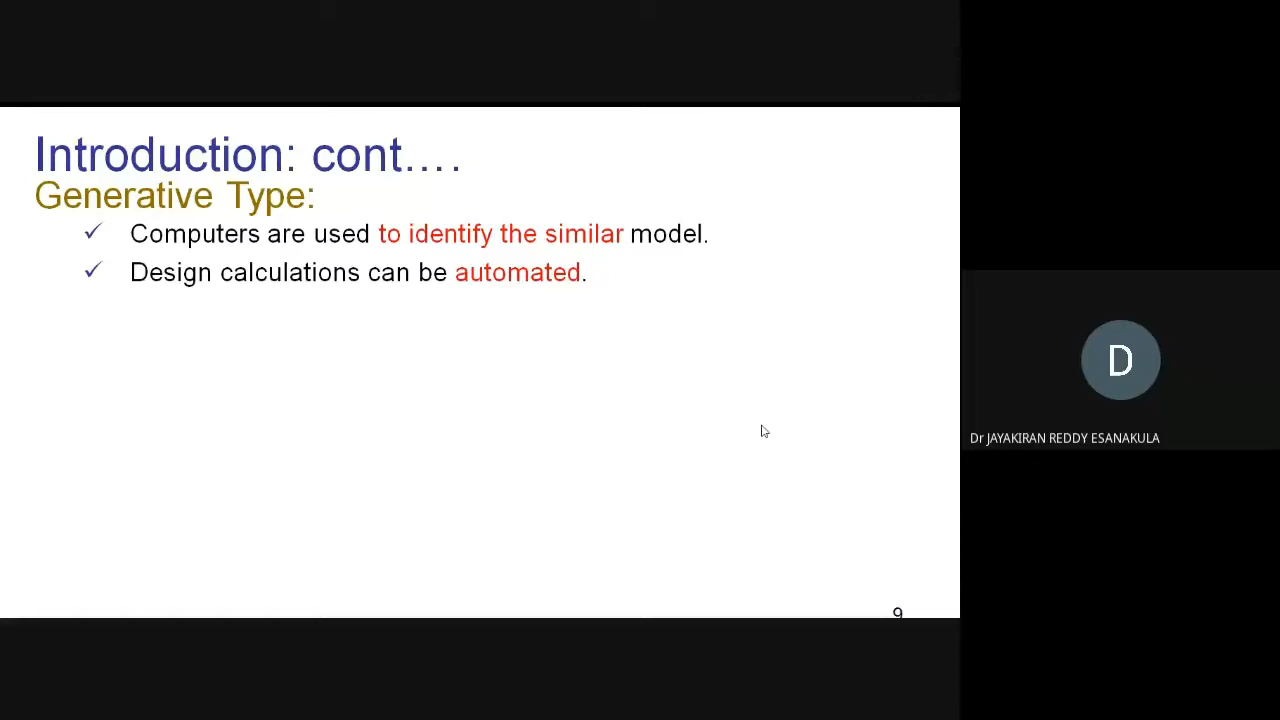 Introduction: cont….
Generative Type:
✓ Computers are used to identify the similar model.
✓ Design calculations can be automated.
9
D
Dr JAYAKIRAN REDDY ESANAKULA